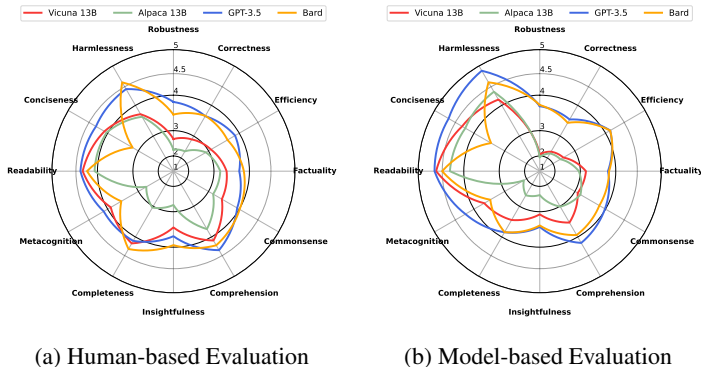 Vicuna 13B Alpaca 13B GPT-3.5 Bard
Robustness
Harmlessness
Correctness
Conciseness
Efficiency
Readability
Factuality
Metacognition
Commonsense
Completeness
Comprehension
Insightfulness
5
4.5
4
3
2
1
(a) Human-based Evaluation
Vicuna 13B Alpaca 13B GPT-3.5 Bard
Robustness
Harmlessness
Correctness
Conciseness
Efficiency
Readability
Factuality
Metacognition
Commonsense
Completeness
Comprehension
Insightfulness
5
4.5
4
3
2
1
(b) Model-based Evaluation